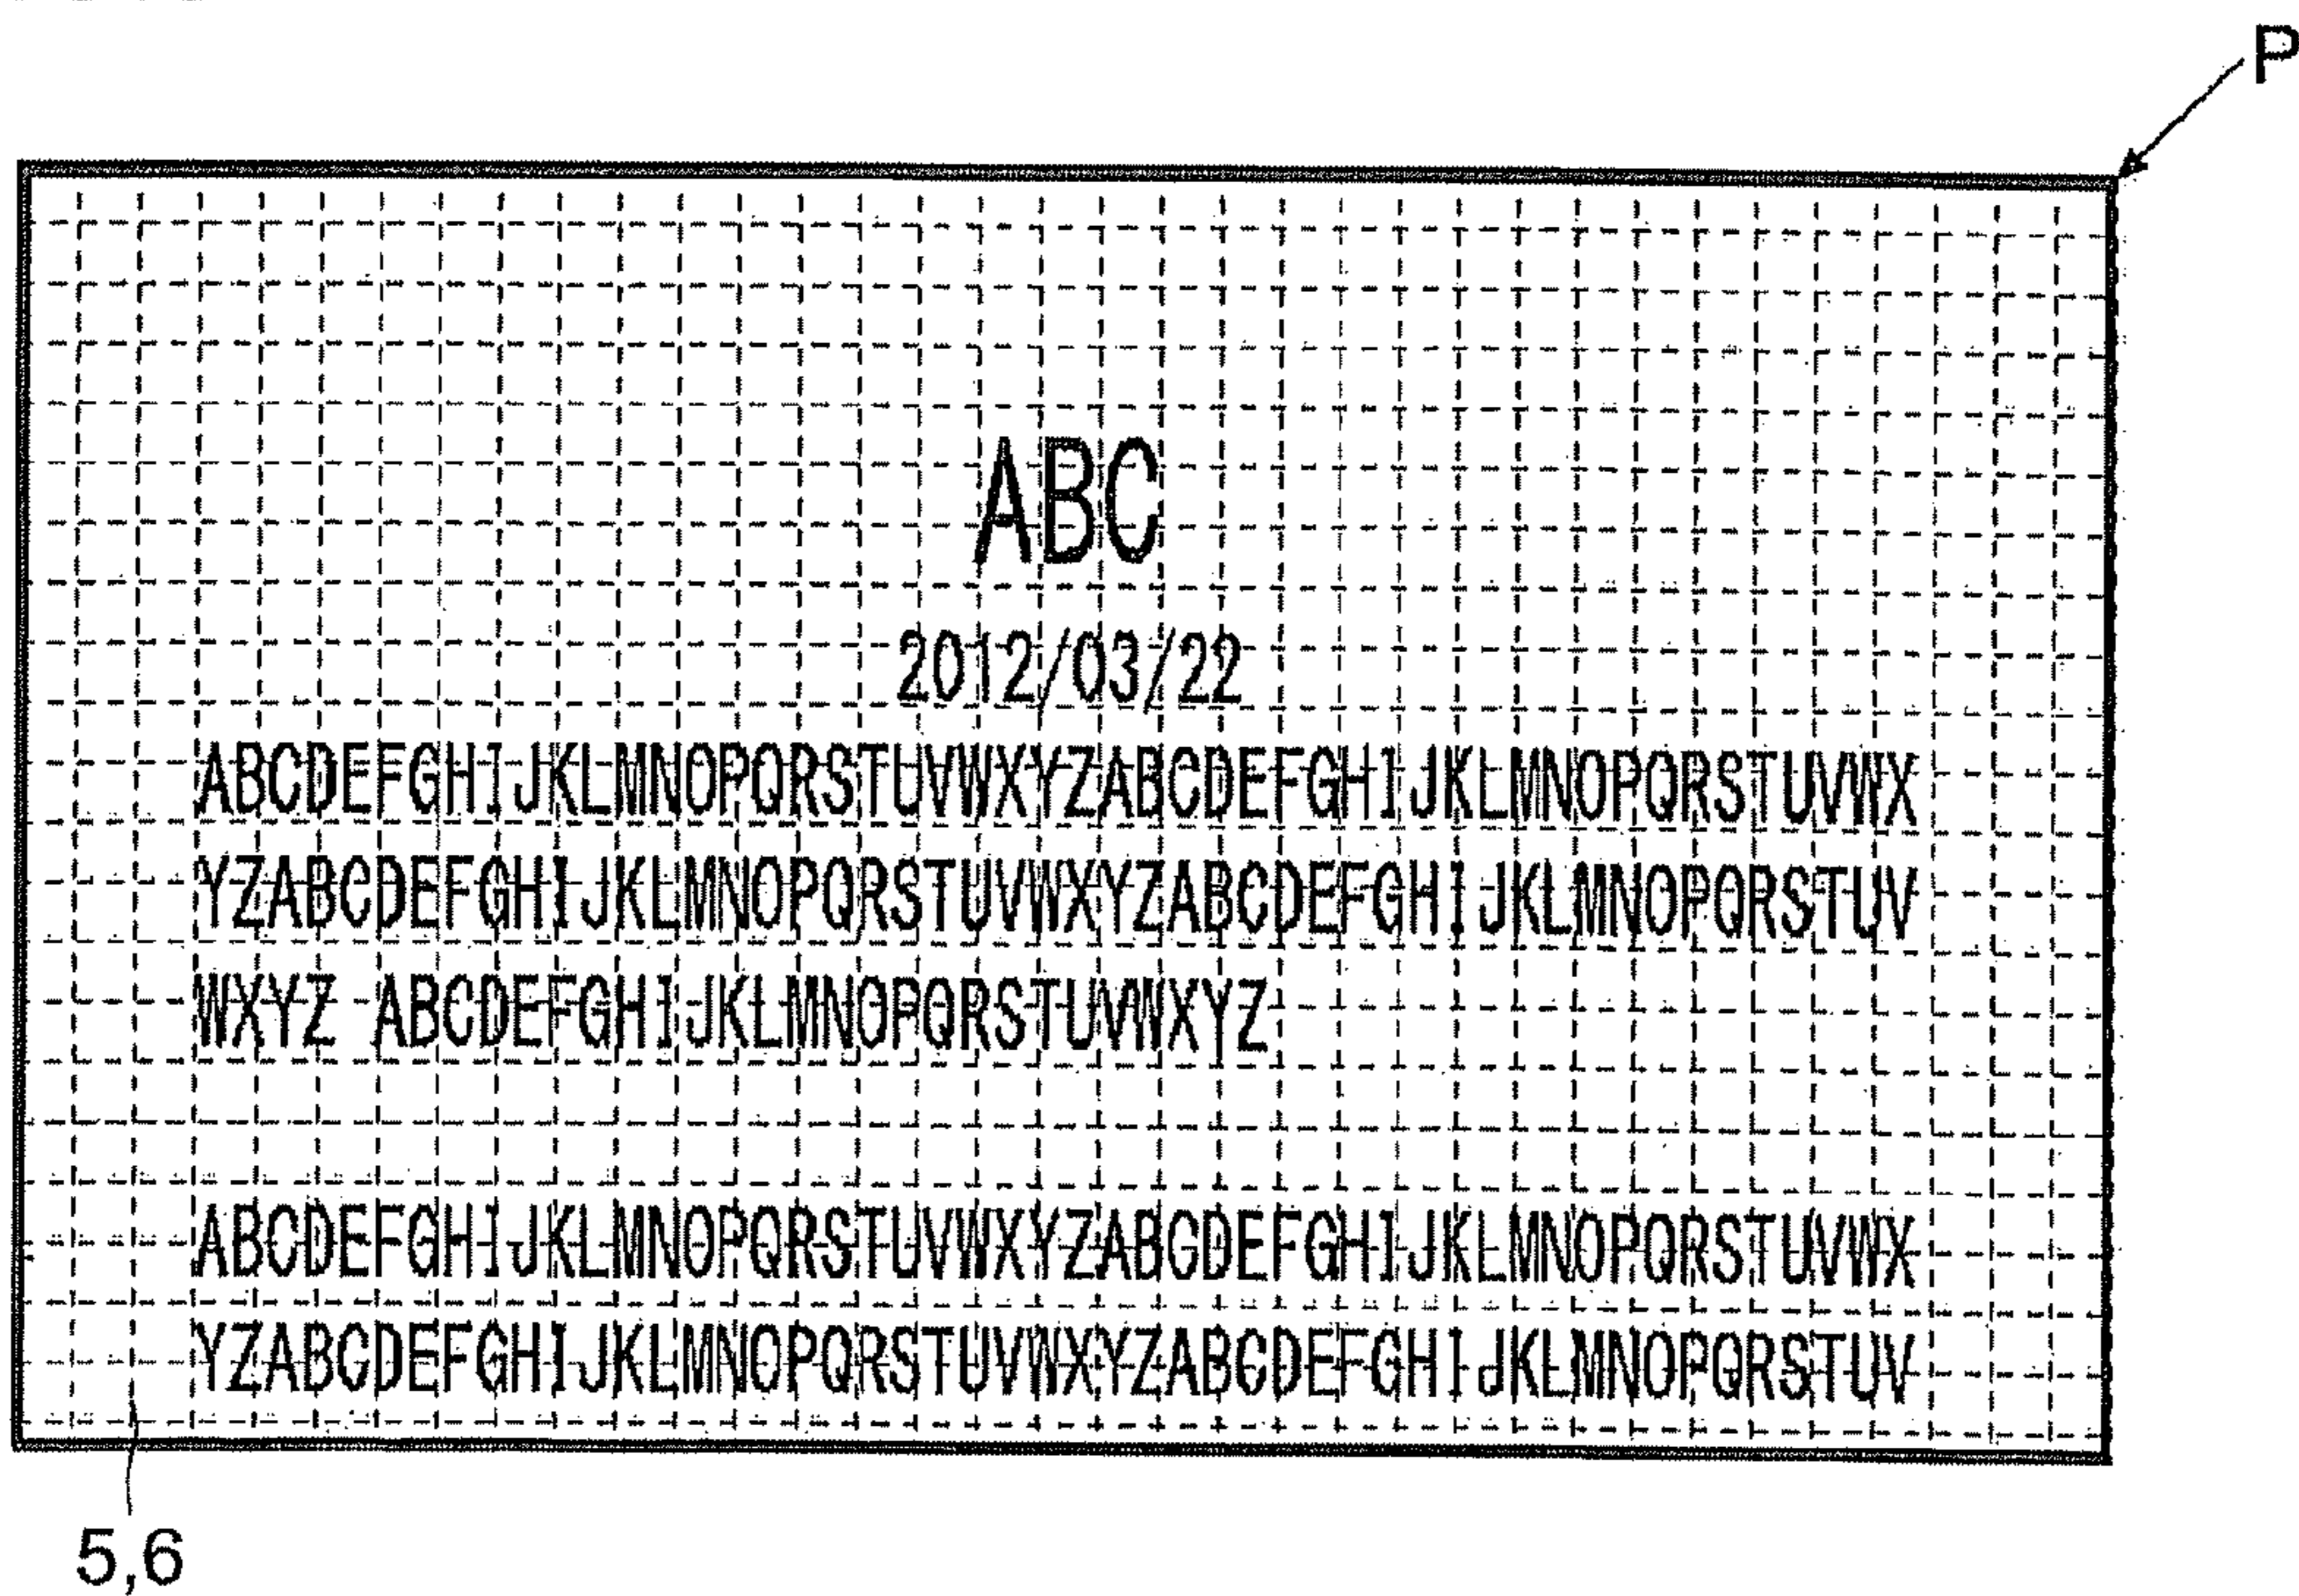 P
ABC
2012/03/22
ABCDEFGHIJKLMNOPQRSTUVWXYZABCDEFGHIJKLMNOPQRSTUVWX
YZABCDEFGHIJKLMNOPQRSTUVWXYZABCDEFGHIJKLMNOPQRSTUV
WXYZ ABCDEFGHIJKLMNOPQRSTUVWXYZ
ABCDEFGHIJKLMNOPQRSTUVWXYZABCDEFGHIJKLMNOPQRSTUVWX
YZABCDEFGHIJKLMNOPQRSTUVWXYZABCDEFGHIJKLMNOPQRSTUV
5,6